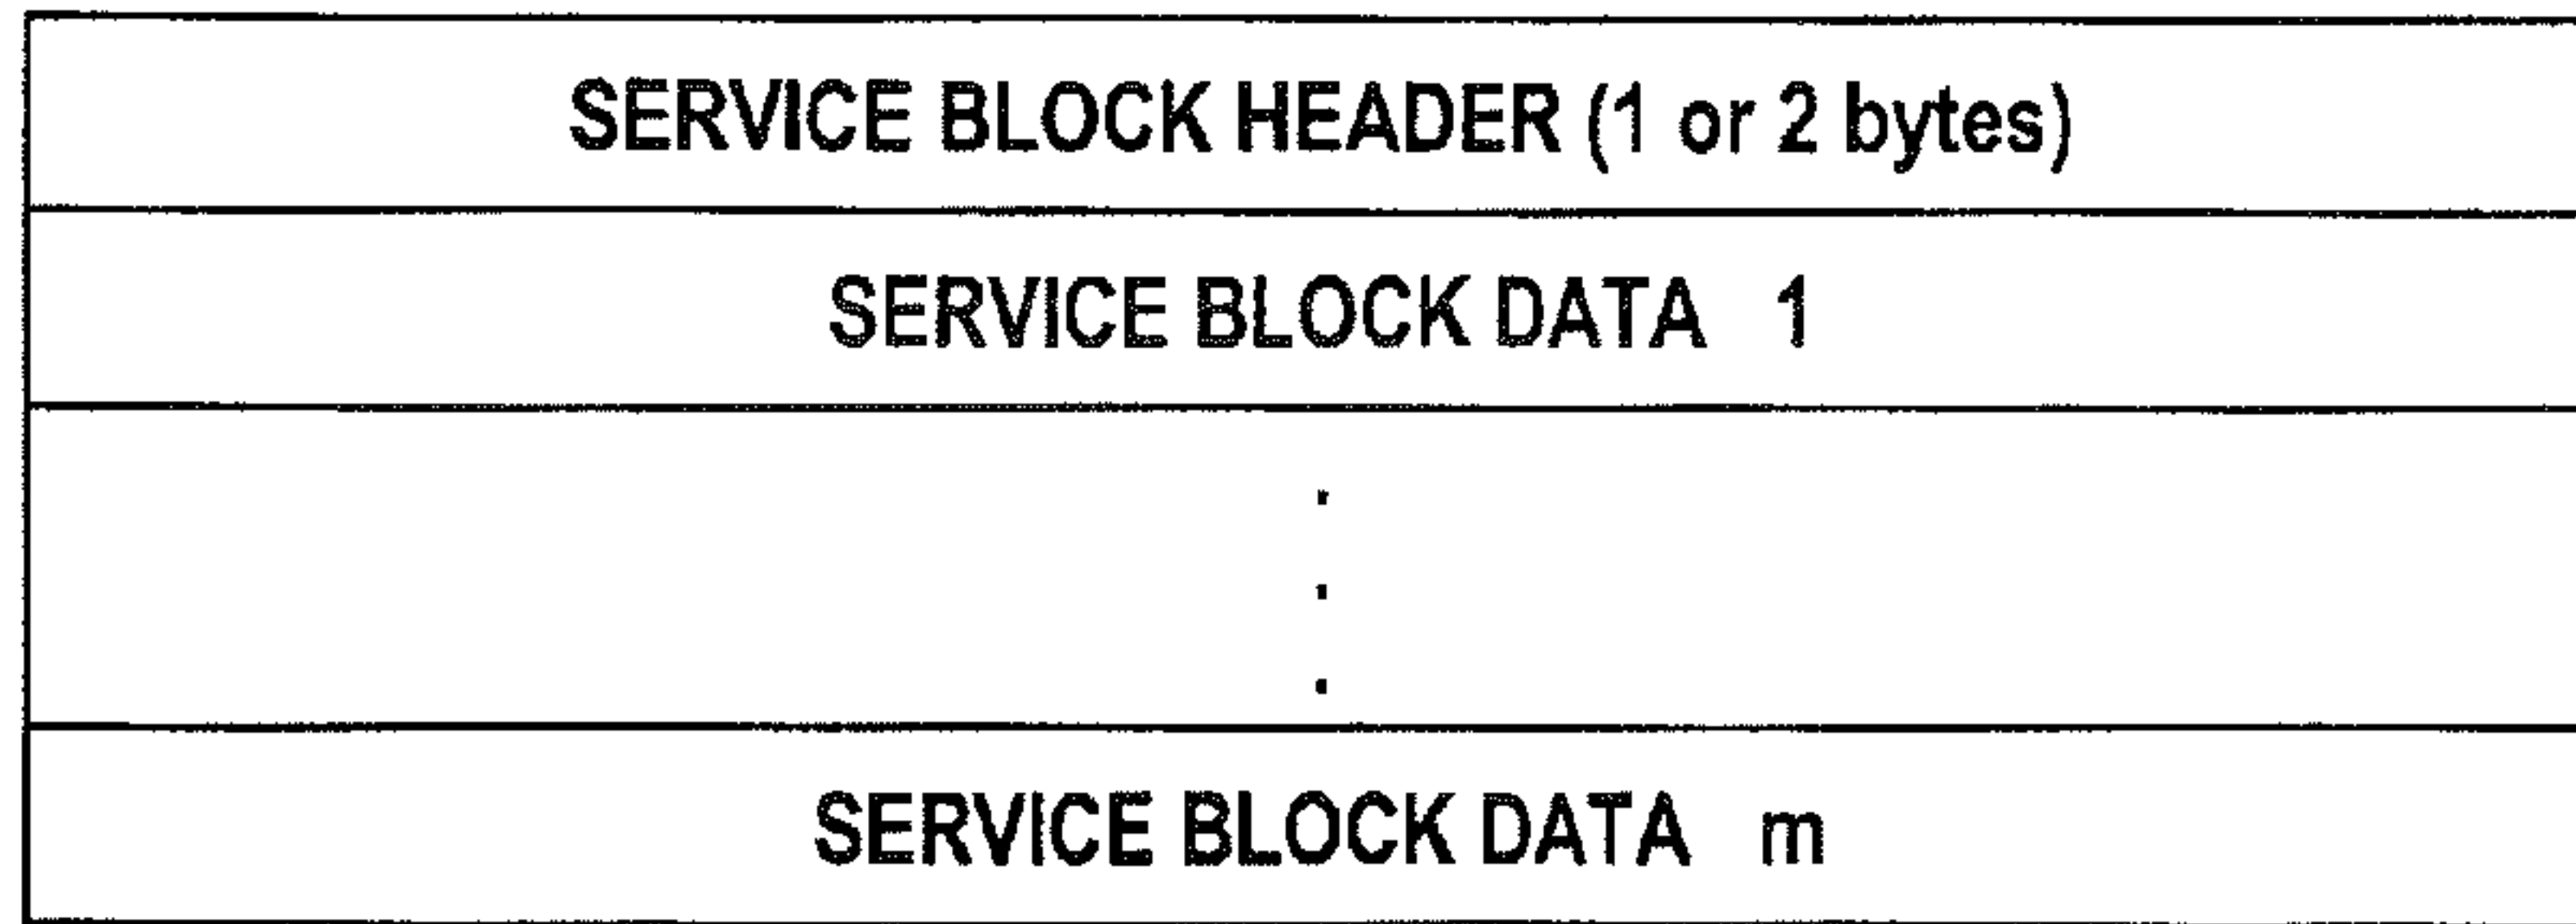 SERVICE BLOCK HEADER (1 or 2 bytes)
SERVICE BLOCK DATA 1
.
.
.
SERVICE BLOCK DATA m